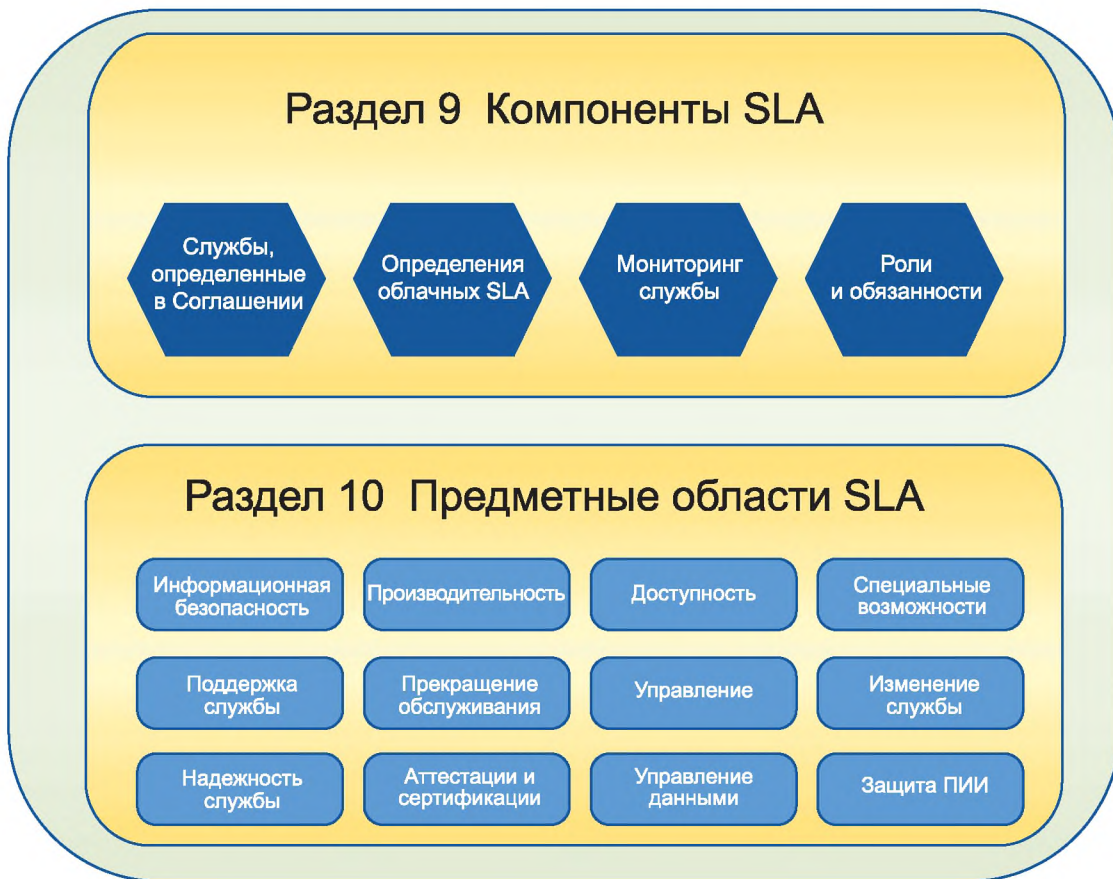 Раздел 9 Компоненты SLA
Службы,
определенные
в Соглашении
Определения
облачных SLA
Мониторинг
службы
Роли
и обязанности
Раздел 10 Предметные области SLA
Информационная
безопасность
Производительность
Доступность
Специальные
возможности
Поддержка
службы
Прекращение
обслуживания
Управление
Изменение
службы
Надежность
службы
Аттестации и
сертификации
Управление
данными
Защита ПИИ